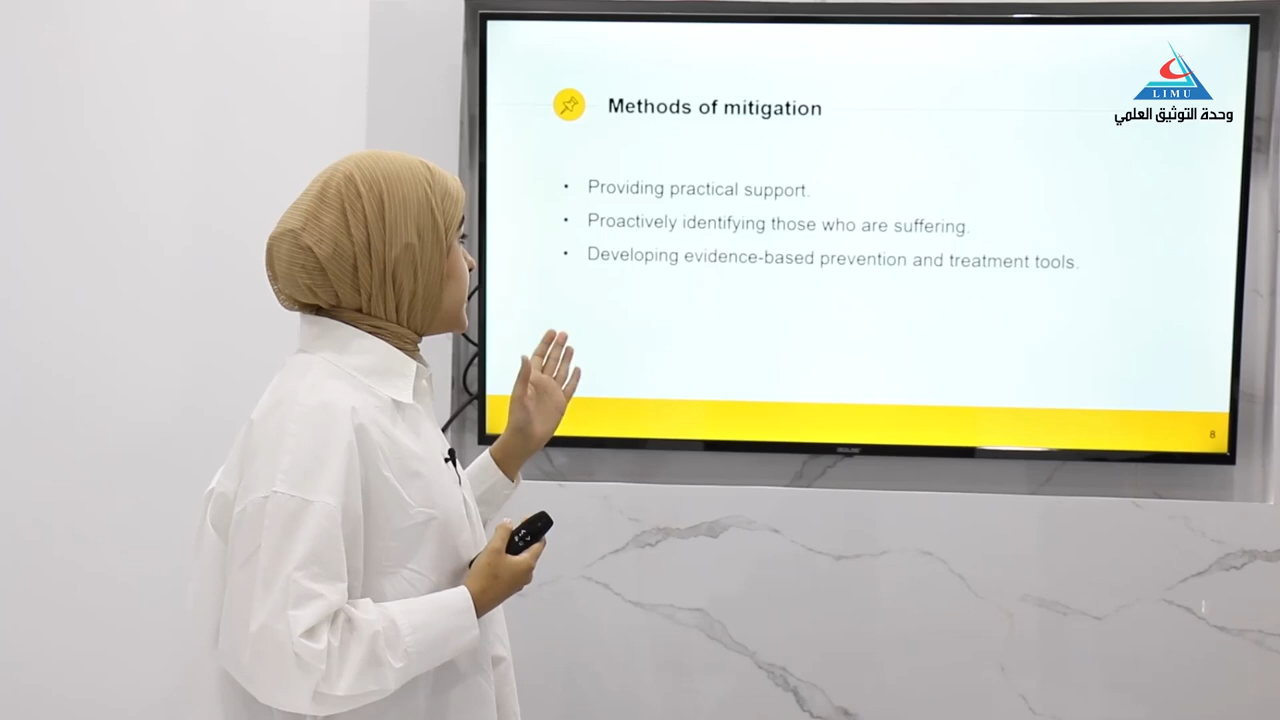 Methods of mitigation
• Providing practical support.
• Proactively identifying those who are suffering.
• Developing evidence-based prevention and treatment tools.
8
LIMU
وحدة التوثيق العلمي